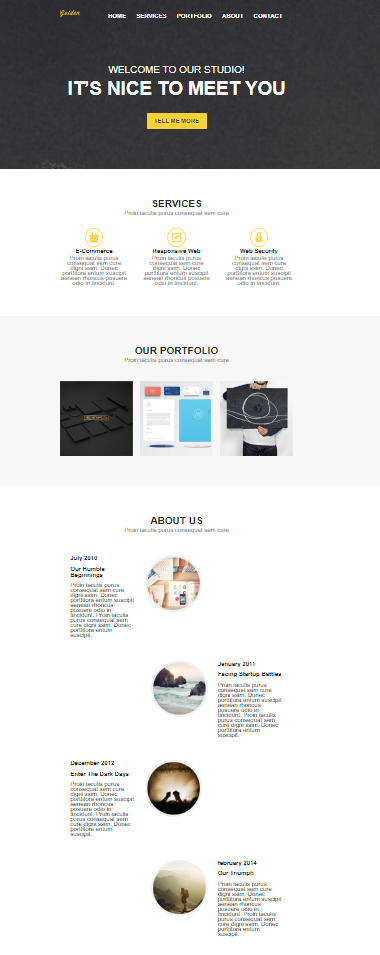 Golden
HOME SERVICES PORTFOLIO ABOUT CONTACT
WELCOME TO OUR STUDIO!
IT'S NICE TO MEET YOU
TELL ME MORE
SERVICES
Proin iaculis purus consequat sem cure
E-Commerce
Proin iaculis purus
consequat sem cure
digni ssim. Donec
porttitora entum suscipit
aenean rhoncus posuere
odio in tincidunt.
Responsive Web
Proin iaculis purus
consequat sem cure
digni ssim. Donec
porttitora entum suscipit
aenean rhoncus posuere
odio in tincidunt.
Web Security
Proin iaculis purus
consequat sem cure
digni ssim. Donec
porttitora entum suscipit
aenean rhoncus posuere
odio in tincidunt.
OUR PORTFOLIO
Proin iaculis purus consequat sem cure
ABOUT US
Proin iaculis purus consequat sem cure
July 2010
Our Humble
Beginnings
Proin iaculis purus
consequat sem cure
digni ssim. Donec
porttitora entum suscipit
aenean rhoncus
posuere odio in
tincidunt. Proin iaculis
purus consequat sem
cure digni ssim. Donec
porttitora entum
suscipit.
January 2011
Facing Startup Battles
Proin iaculis purus
consequat sem cure
digni ssim. Donec
porttitora entum suscipit
aenean rhoncus
posuere odio in
tincidunt. Proin iaculis
purus consequat sem
cure digni ssim. Donec
porttitora entum
suscipit.
December 2012
Enter The Dark Days
Proin iaculis purus
consequat sem cure
digni ssim. Donec
porttitora entum suscipit
aenean rhoncus
posuere odio in
tincidunt. Proin iaculis
purus consequat sem
cure digni ssim. Donec
porttitora entum
suscipit.
february 2014
Our Triumph
Proin iaculis purus
consequat sem cure
digni ssim. Donec
porttitora entum suscipit
aenean rhoncus
posuere odio in
tincidunt. Proin iaculis
purus consequat sem
cure digni ssim. Donec
porttitora entum
suscipit.